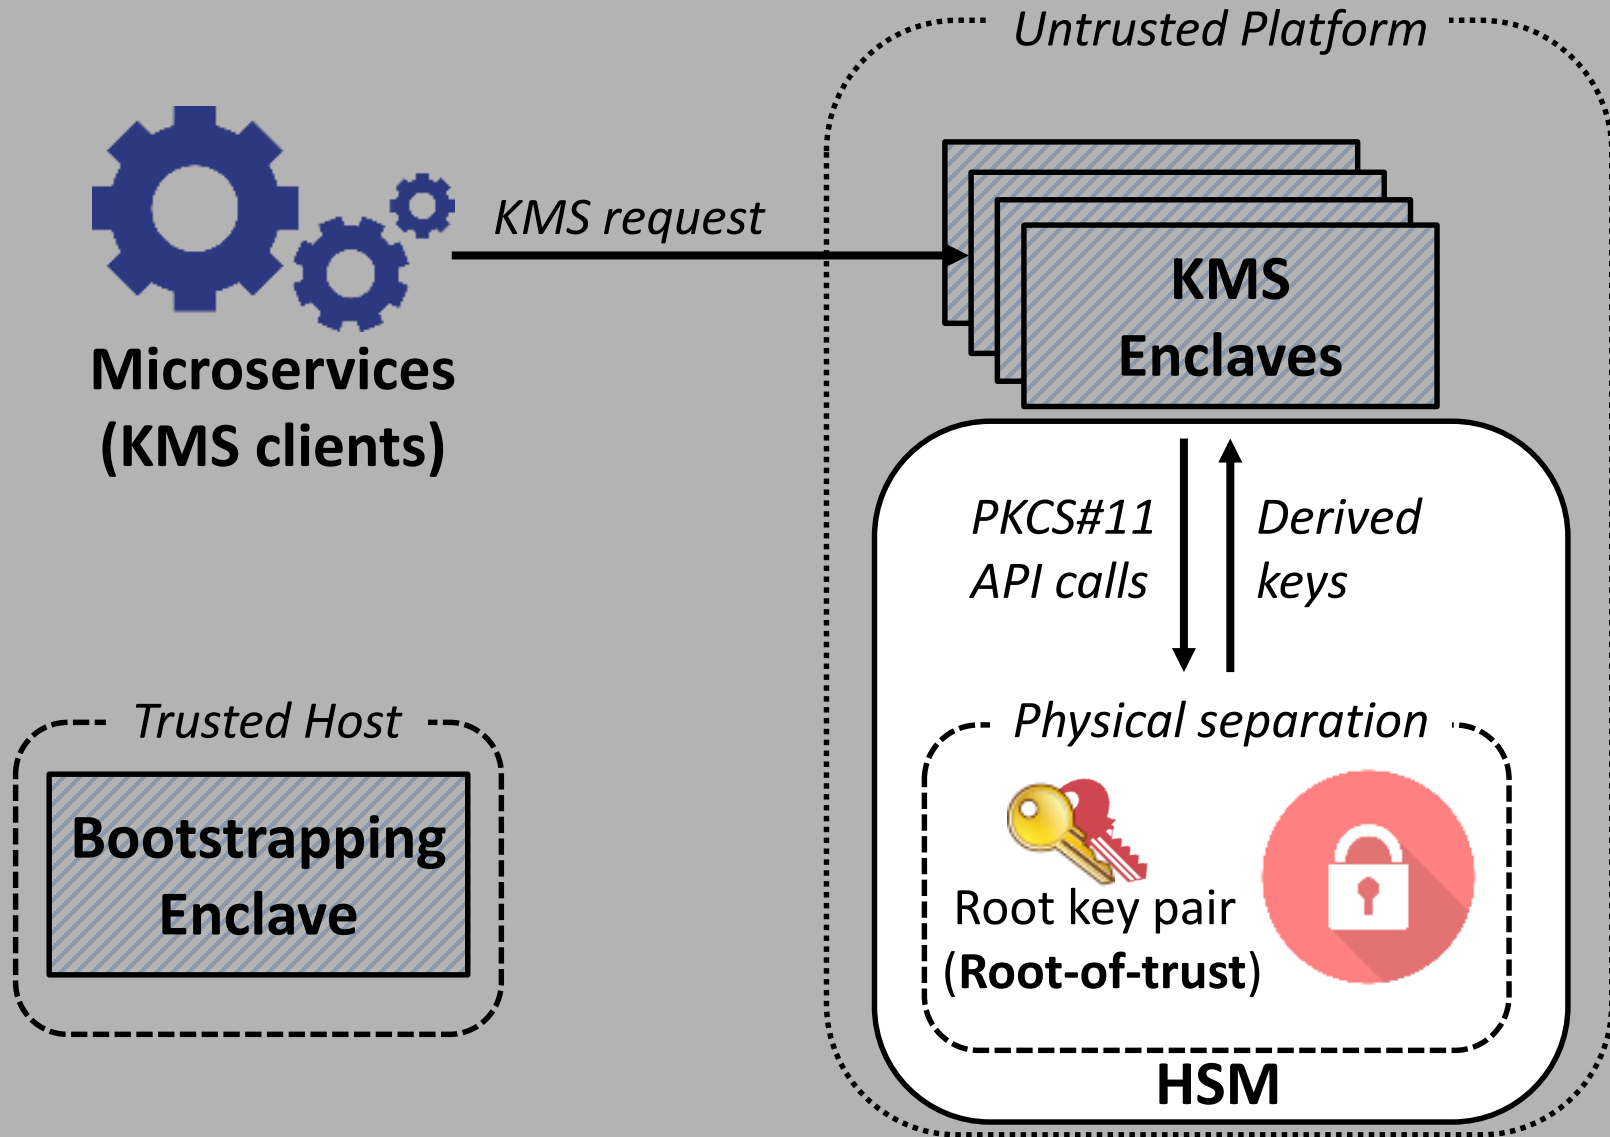 Untrusted Platform
KMS request
KMS
Enclaves
Microservices
(KMS clients)
PKCS#11
API calls
Derived
keys
Trusted Host
Bootstrapping
Enclave
Physical separation
Root key pair
(Root-of-trust)
HSM